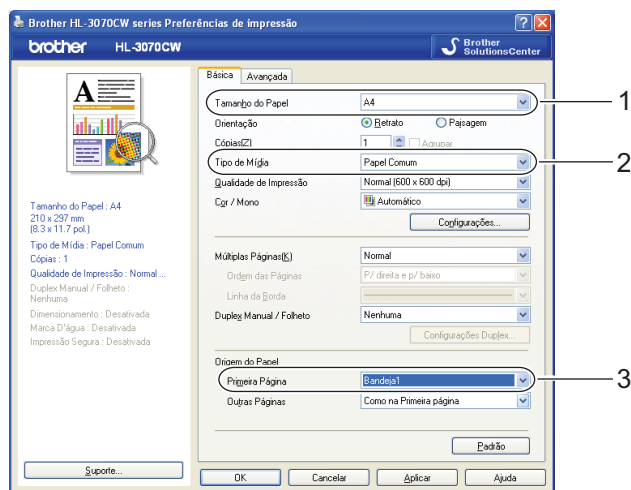 Brother HL-3070CW series Preferências de impressão
brother HL-3070CW
Brother
SolutionsCenter
Básica Avançada
Tamanho do Papel A4 1
Orientação Retrato Paisagem
Cópias(Z) 1 Agrupar
Tipo de Mídia Papel Comum 2
Qualidade de Impressão Normal (600 x 600 dpi)
Cor / Mono Automático
Configurações...
Múltiplas Páginas(K) Normal
Ordem das Páginas P/ direita e p/ baixo
Linha da Borda
Duplex Manual / Folheto Nenhuma
Configurações Duplex...
Origem do Papel
Primeira Página Bandeja1 3
Outras Páginas Como na Primeira página
Padrão
A
Tamanho do Papel : A4
210 x 297 mm
(8.3 x 11.7 pol.)
Tipo de Mídia : Papel Comum
Cópias : 1
Qualidade de Impressão : Normal ...
Duplex Manual / Folheto :
Nenhuma
Dimensionamento : Desativada
Marca D'água : Desativada
Impressão Segura : Desativada
Suporte...
OK Cancelar Aplicar Ajuda